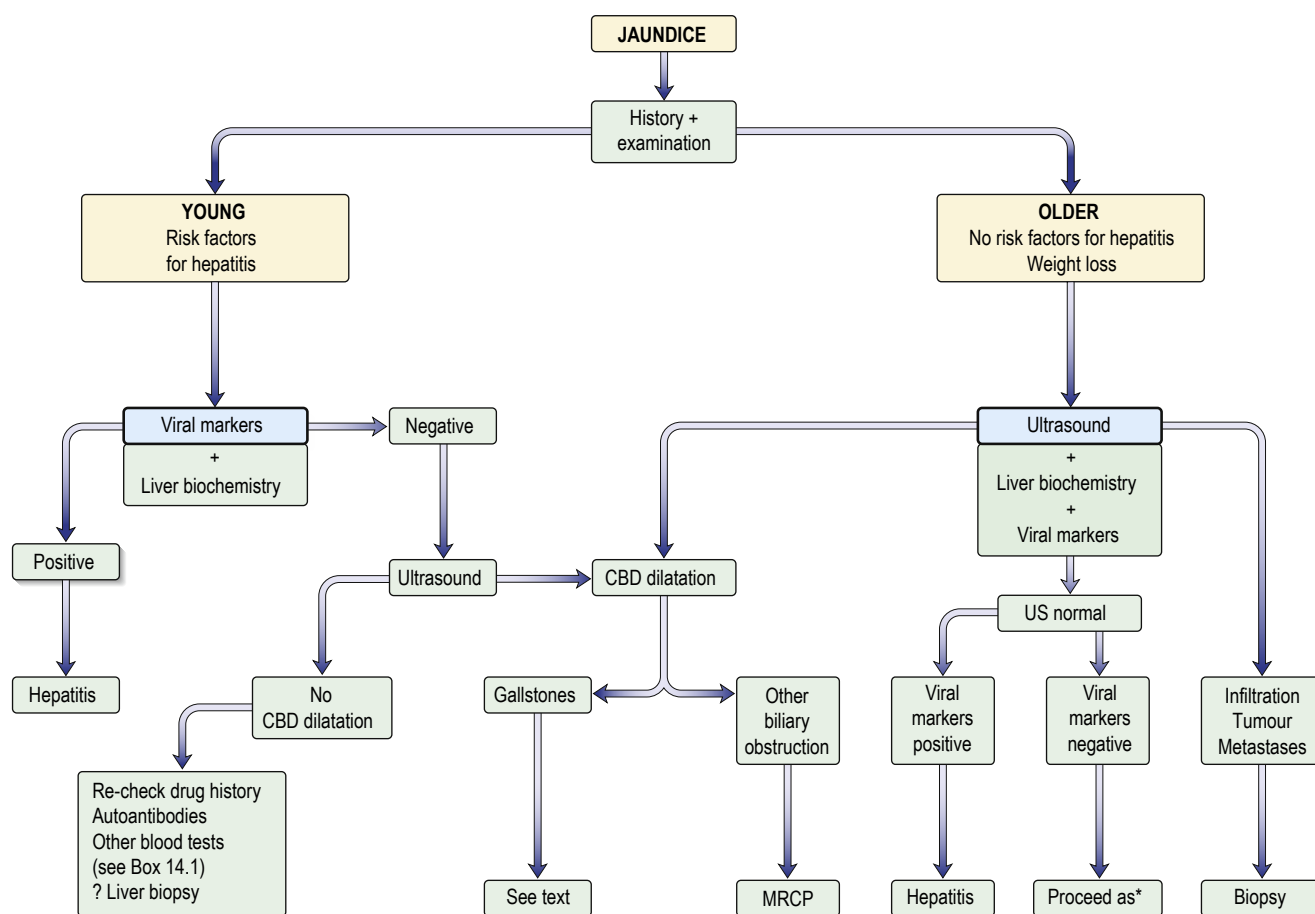 JAUNDICE
History +
examination
YOUNG
Risk factors
for hepatitis
OLDER
No risk factors for hepatitis
Weight loss
Viral markers
+
Liver biochemistry
Negative
Ultrasound
+
Liver biochemistry
+
Viral markers
Positive
Ultrasound
CBD dilatation
US normal
Hepatitis
No
CBD dilatation
Gallstones
Other
biliary
obstruction
Viral
markers
positive
Viral
markers
negative
Infiltration
Tumour
Metastases
Re-check drug history
Autoantibodies
Other blood tests
(see Box 14.1)
? Liver biopsy
See text
MRCP
Hepatitis
Proceed as*
Biopsy